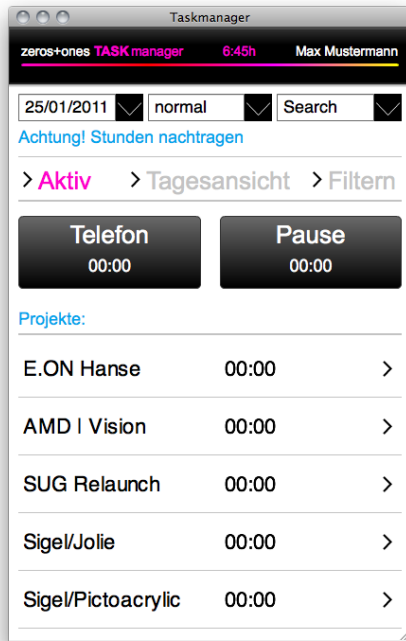 Taskmanager
zeros+ones TASK manager 6:45h Max Mustermann
25/01/2011 normal Search
Achtung! Stunden nachtragen
Aktiv Tagesansicht Filtern
Telefon Pause
00:00 00:00
Projekte:
E.ON Hanse 00:00
AMD | Vision 00:00
SUG Relaunch 00:00
Sigel/Jolie 00:00
Sigel/Pictoacrylic 00:00